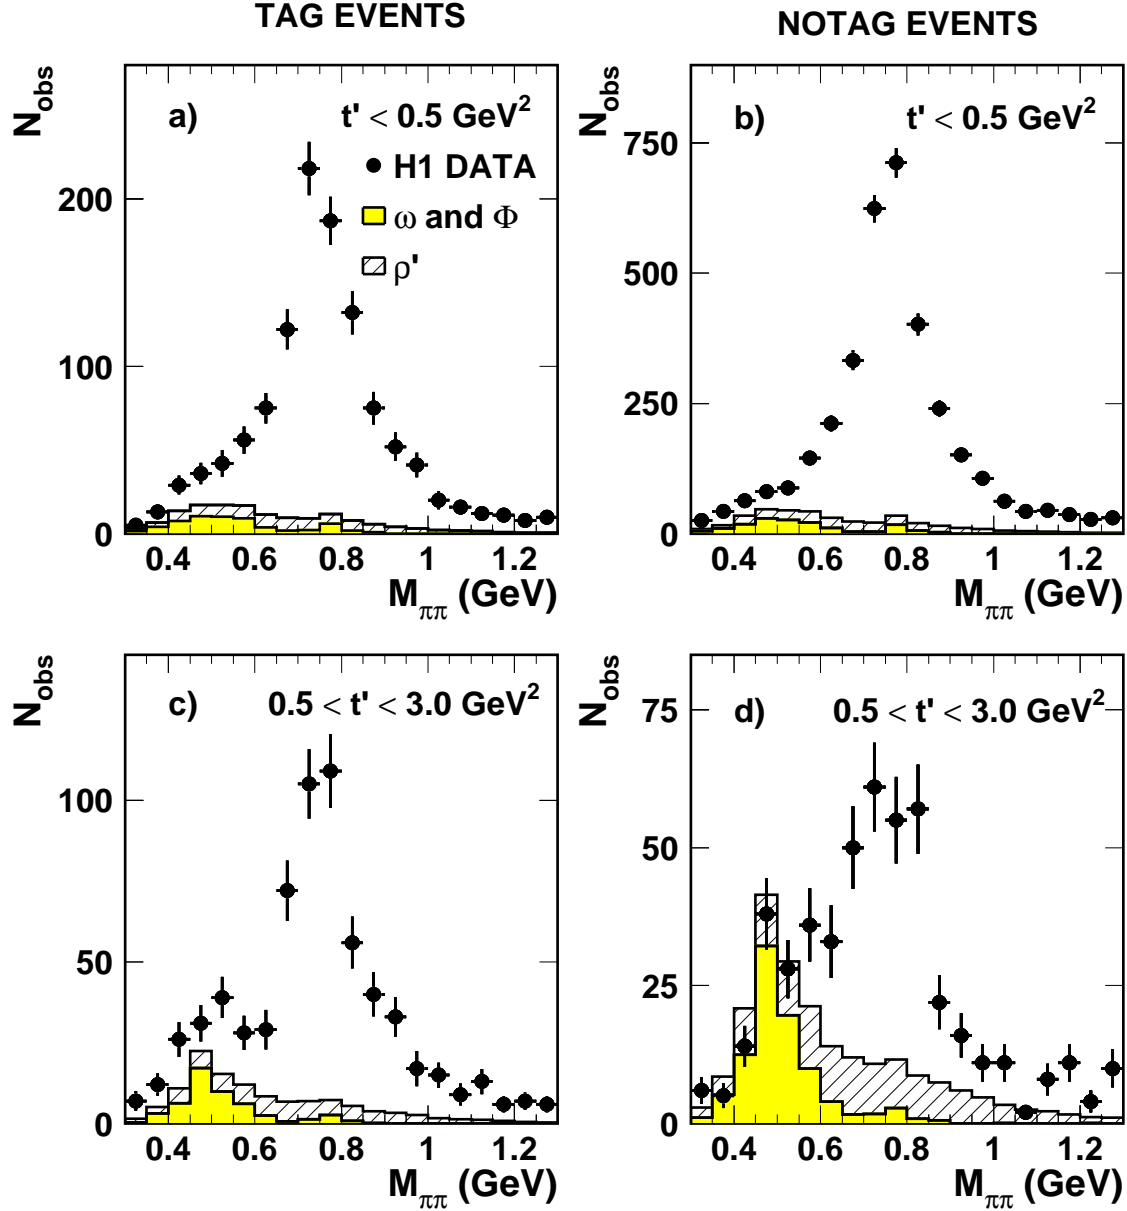 TAG EVENTS
NOTAG EVENTS
N_obs
a)
t' < 0.5 GeV²
H1 DATA
ω and Φ
ρ'
200
100
0
0.4 0.6 0.8 1 1.2
M_ππ (GeV)
N_obs
b)
t' < 0.5 GeV²
750
500
250
0
0.4 0.6 0.8 1 1.2
M_ππ (GeV)
N_obs
c)
0.5 < t' < 3.0 GeV²
100
50
0
0.4 0.6 0.8 1 1.2
M_ππ (GeV)
N_obs
d)
0.5 < t' < 3.0 GeV²
75
50
25
0
0.4 0.6 0.8 1 1.2
M_ππ (GeV)